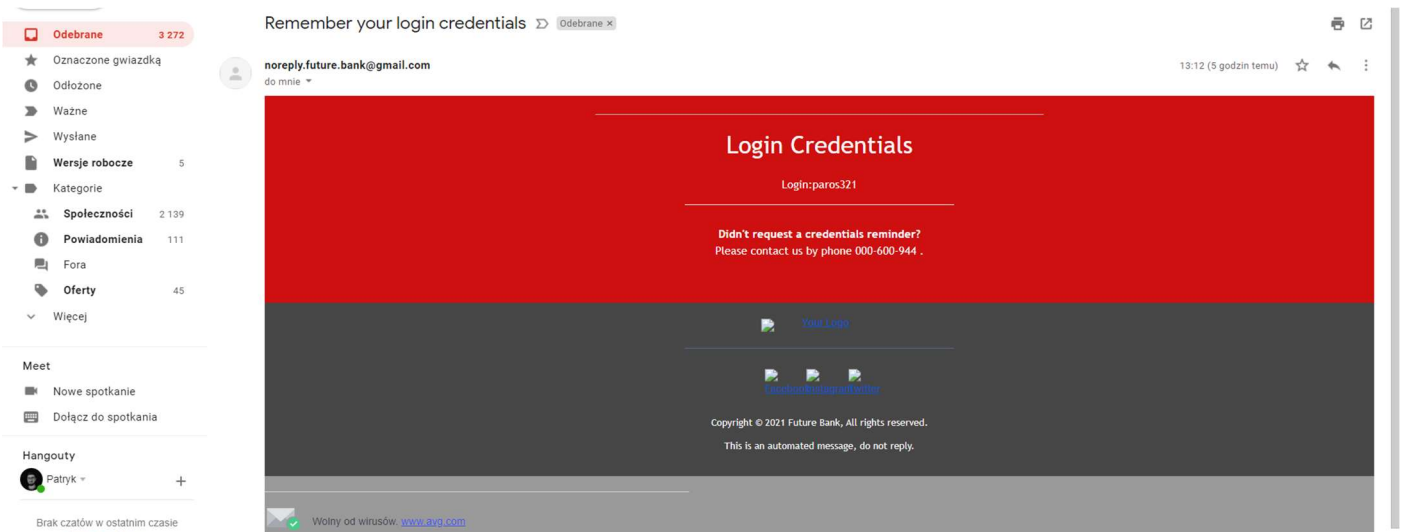 Remember your login credentials Odebrane ×
Odebrane 3 272
Oznaczone gwiazdką
Odłożone
Ważne
Wysłane
Wersje robocze 5
Kategorie
Społeczności 2 139
Powiadomienia 111
Fora
Oferty 45
Więcej
Meet
Nowe spotkanie
Dołącz do spotkania
Hangouty
Patryk
Brak czatów w ostatnim czasie
noreply.future.bank@gmail.com
13:12 (5 godzin temu)
do mnie
Login Credentials
Login:paros321
Didn't request a credentials reminder?
Please contact us by phone 000-600-944 .
Your Logo
Copyright © 2021 Future Bank, All rights reserved.
This is an automated message, do not reply.
Wolny od wirusów. www.avg.com